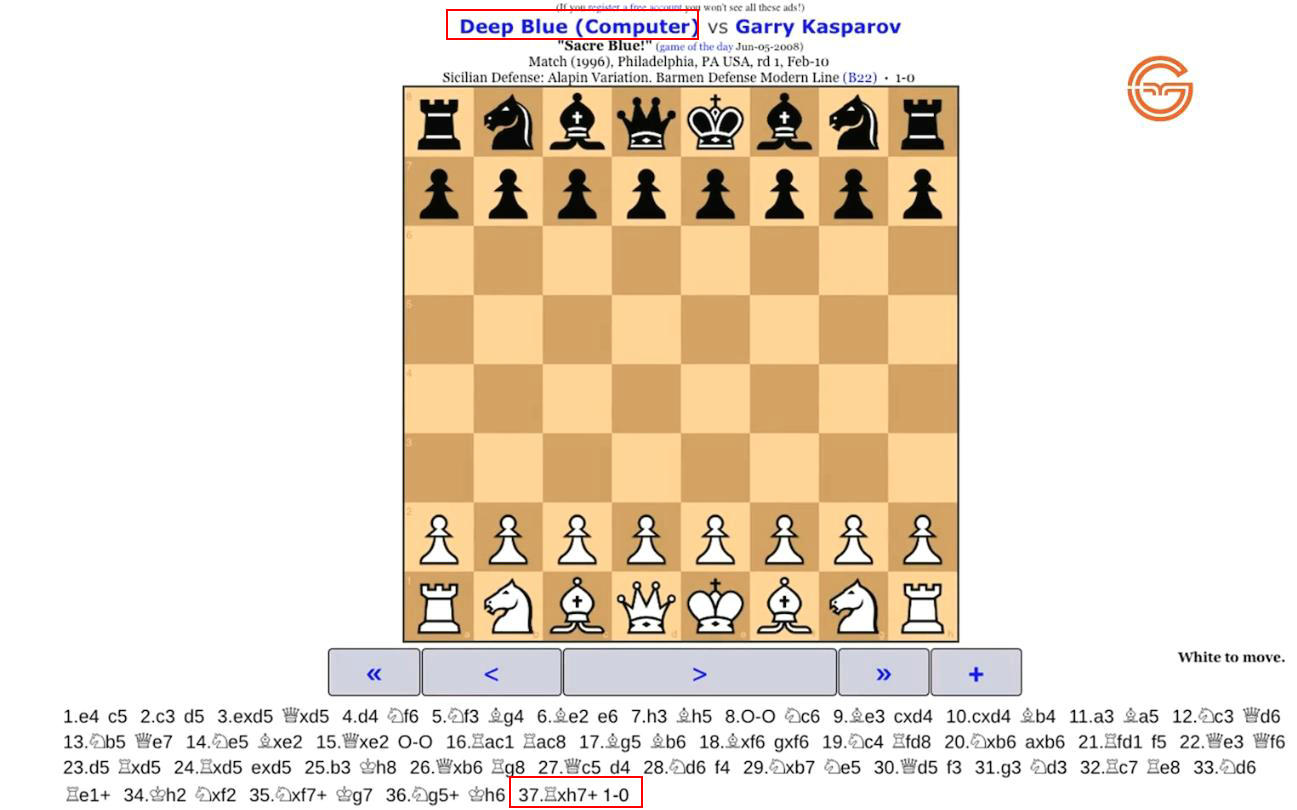 (If you register a free account you won't see all these ads!)
Deep Blue (Computer) vs Garry Kasparov
"Sacre Blue!" (game of the day Jun-05-2008)
Match (1996), Philadelphia, PA USA, rd 1, Feb-10
Sicilian Defense: Alapin Variation. Barmen Defense Modern Line (B22) · 1-0
8
7
6
5
4
3
2
1
a b c d e f g h
« < > » +
White to move.
1.e4 c5 2.c3 d5 3.exd5 ♕xd5 4.d4 ♘f6 5.♘f3 ♗g4 6.♗e2 e6 7.h3 ♗h5 8.O-O ♘c6 9.♗e3 cxd4 10.cxd4 ♗b4 11.a3 ♗a5 12.♘c3 ♕d6
13.♘b5 ♕e7 14.♘e5 ♗xe2 15.♕xe2 O-O 16.♖ac1 ♖ac8 17.♗g5 ♗b6 18.♗xf6 gxf6 19.♘c4 ♖fd8 20.♘xb6 axb6 21.♖fd1 f5 22.♕e3 ♕f6
23.d5 ♖xd5 24.♖xd5 exd5 25.b3 ♔h8 26.♕xb6 ♖g8 27.♕c5 d4 28.♘d6 f4 29.♘xb7 ♘e5 30.♕d5 f3 31.g3 ♘d3 32.♖c7 ♖e8 33.♘d6
♖e1+ 34.♔h2 ♘xf2 35.♘xf7+ ♔g7 36.♘g5+ ♔h6 37.♖xh7+ 1-0